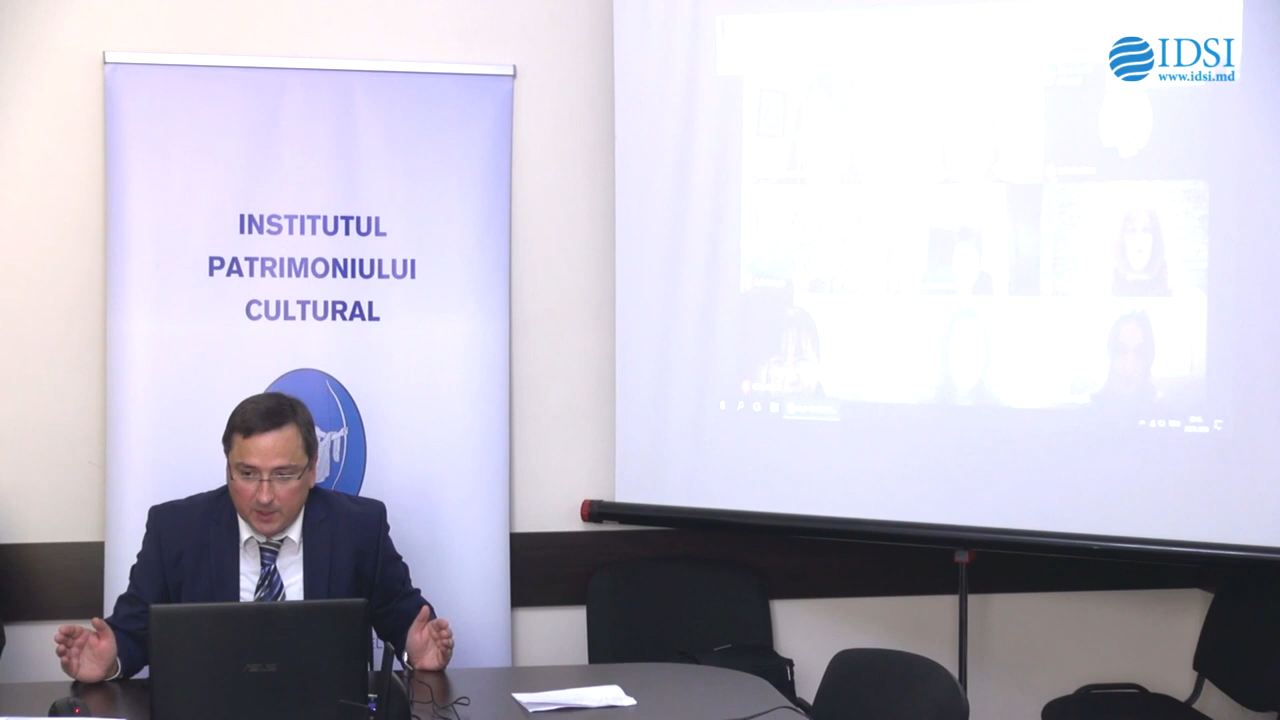 IDSI
www.idsi.md
INSTITUTUL
PATRIMONIULUI
CULTURAL